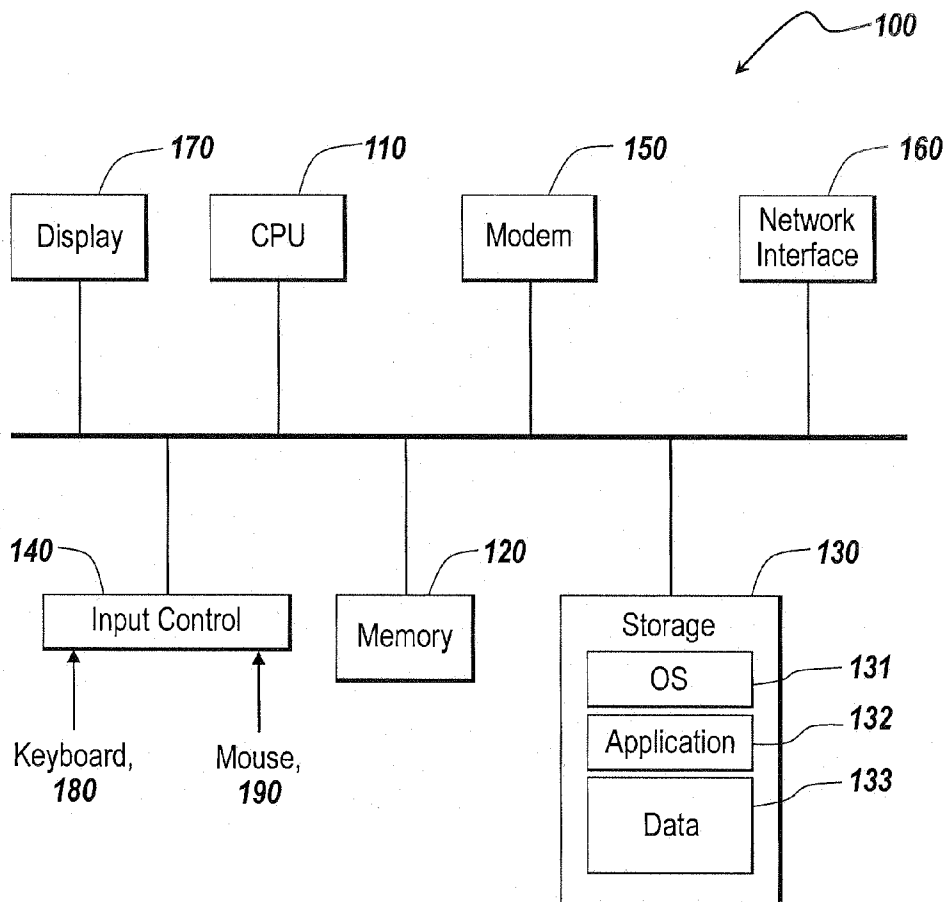 100
170
110
150
160
Display
CPU
Modem
Network
Interface
140
120
130
Input Control
Memory
Storage
OS
131
Application
132
Data
133
Keyboard,
180
Mouse,
190